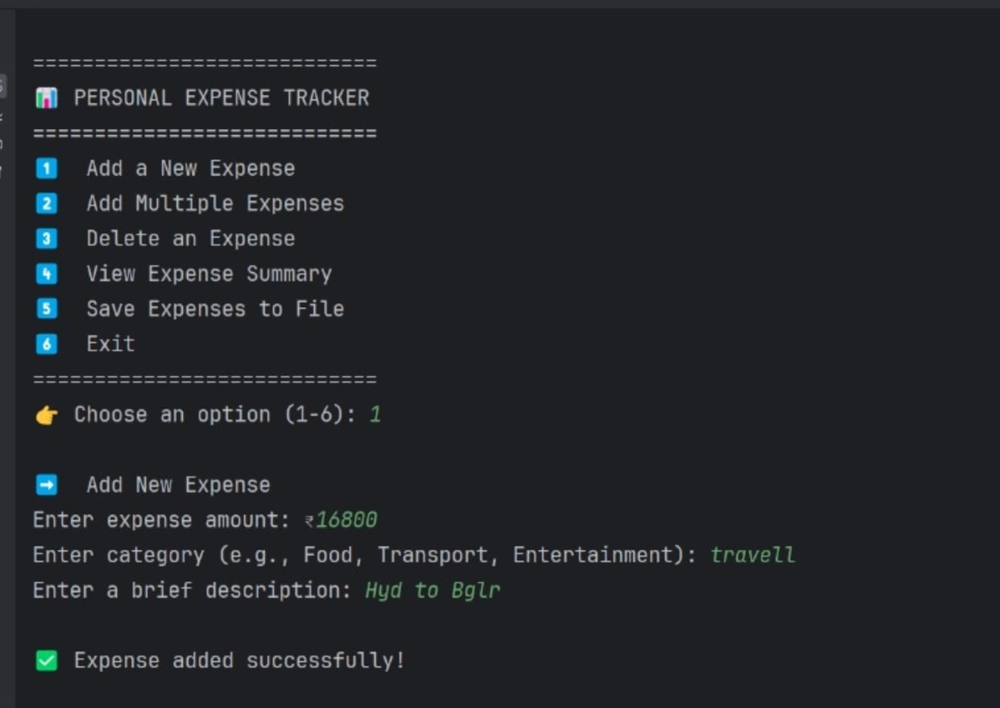 ============================
📊 PERSONAL EXPENSE TRACKER
============================
1️⃣ Add a New Expense
2️⃣ Add Multiple Expenses
3️⃣ Delete an Expense
4️⃣ View Expense Summary
5️⃣ Save Expenses to File
6️⃣ Exit
============================
👉 Choose an option (1-6): 1
➡️ Add New Expense
Enter expense amount: ₹16800
Enter category (e.g., Food, Transport, Entertainment): travell
Enter a brief description: Hyd to Bglr
✅ Expense added successfully!